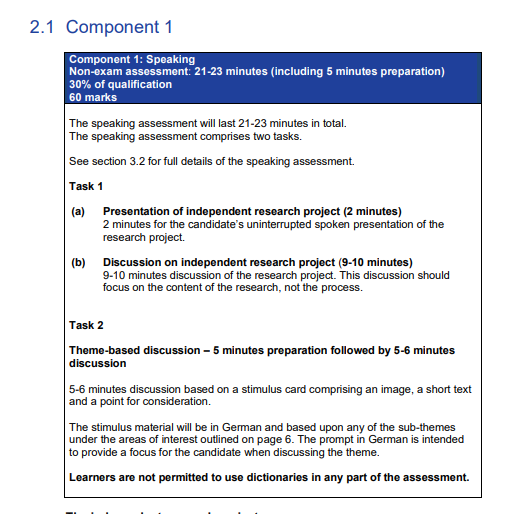 2.1 Component 1
Component 1: Speaking
Non-exam assessment: 21-23 minutes (including 5 minutes preparation)
30% of qualification
60 marks
The speaking assessment will last 21-23 minutes in total.
The speaking assessment comprises two tasks.
See section 3.2 for full details of the speaking assessment.
Task 1
(a) Presentation of independent research project (2 minutes)
2 minutes for the candidate's uninterrupted spoken presentation of the
research project.
(b) Discussion on independent research project (9-10 minutes)
9-10 minutes discussion of the research project. This discussion should
focus on the content of the research, not the process.
Task 2
Theme-based discussion – 5 minutes preparation followed by 5-6 minutes
discussion
5-6 minutes discussion based on a stimulus card comprising an image, a short text
and a point for consideration.
The stimulus material will be in German and based upon any of the sub-themes
under the areas of interest outlined on page 6. The prompt in German is intended
to provide a focus for the candidate when discussing the theme.
Learners are not permitted to use dictionaries in any part of the assessment.